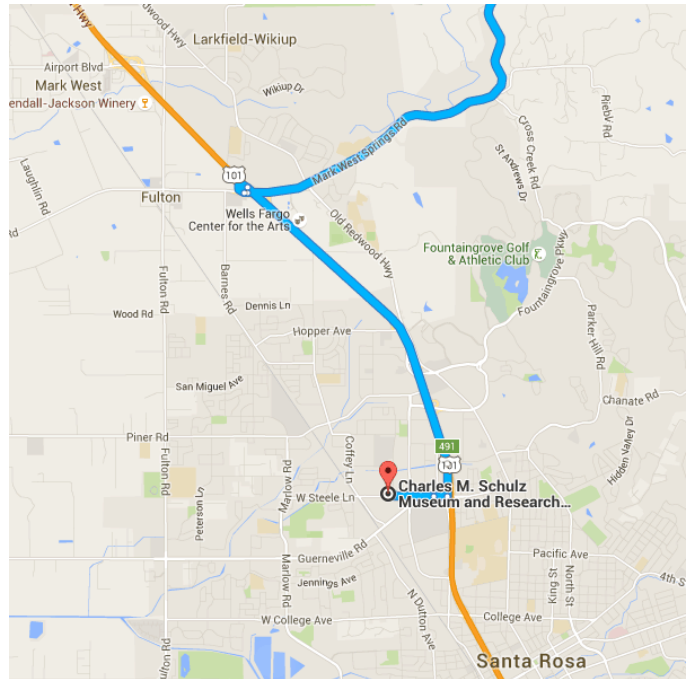 Hwy
Redwood Hwy
Larkfield-Wikiup
Airport Blvd
Mark West
endall-Jackson Winery
Wikiup Dr
Riebli Rd
Cross Creek Rd
St Andrews Dr
Mark West Springs Rd
Laughlin Rd
101
Fulton
Wells Fargo
Center for the Arts
Old Redwood Hwy
Fountaingrove Golf
& Athletic Club
Fountaingrove Pkwy
Fulton Rd
Barnes Rd
Dennis Ln
Wood Rd
Hopper Ave
Parker Hill Rd
San Miguel Ave
Chanate Rd
Piner Rd
Coffey Ln
491
101
Hidden Valley Dr
Fulton Rd
Marlow Rd
Peterson Ln
W Steele Ln
Charles M. Schulz
Museum and Research...
Guerneville Rd
Pacific Ave
Marlow Rd
Jennings Ave
N Dutton Ave
King St
North St
4th S
W College Ave
College Ave
Fulton Rd
Santa Rosa